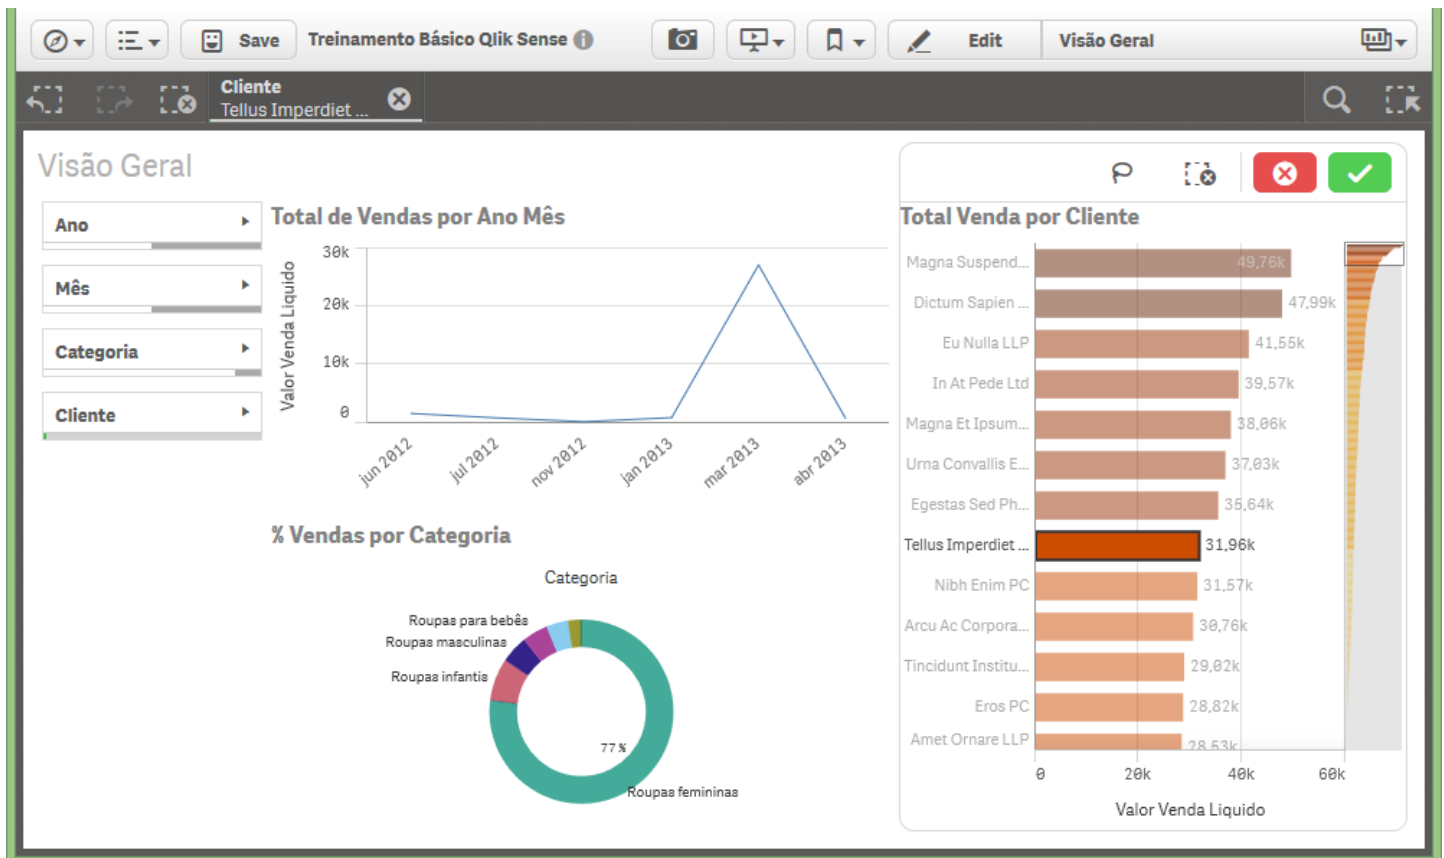 Save
Treinamento Básico Qlik Sense
Edit
Visão Geral
Cliente
Tellus Imperdiet ...
Visão Geral
Ano
Mês
Categoria
Cliente
Total de Vendas por Ano Mês
Valor Venda Liquido
30k
20k
10k
0
jun 2012
jul 2012
nov 2012
jan 2013
mar 2013
abr 2013
% Vendas por Categoria
Categoria
Roupas para bebês
Roupas masculinas
Roupas infantis
77 %
Roupas femininas
Total Venda por Cliente
Magna Suspend... 49,76k
Dictum Sapien ... 47,99k
Eu Nulla LLP 41,55k
In At Pede Ltd 39,57k
Magna Et Ipsum... 38,06k
Urna Convallis E... 37,03k
Egestas Sed Ph... 35,64k
Tellus Imperdiet ... 31,96k
Nibh Enim PC 31,57k
Arcu Ac Corpora... 30,76k
Tincidunt Institu... 29,02k
Eros PC 28,82k
Amet Ornare LLP 28,53k
0 20k 40k 60k
Valor Venda Liquido